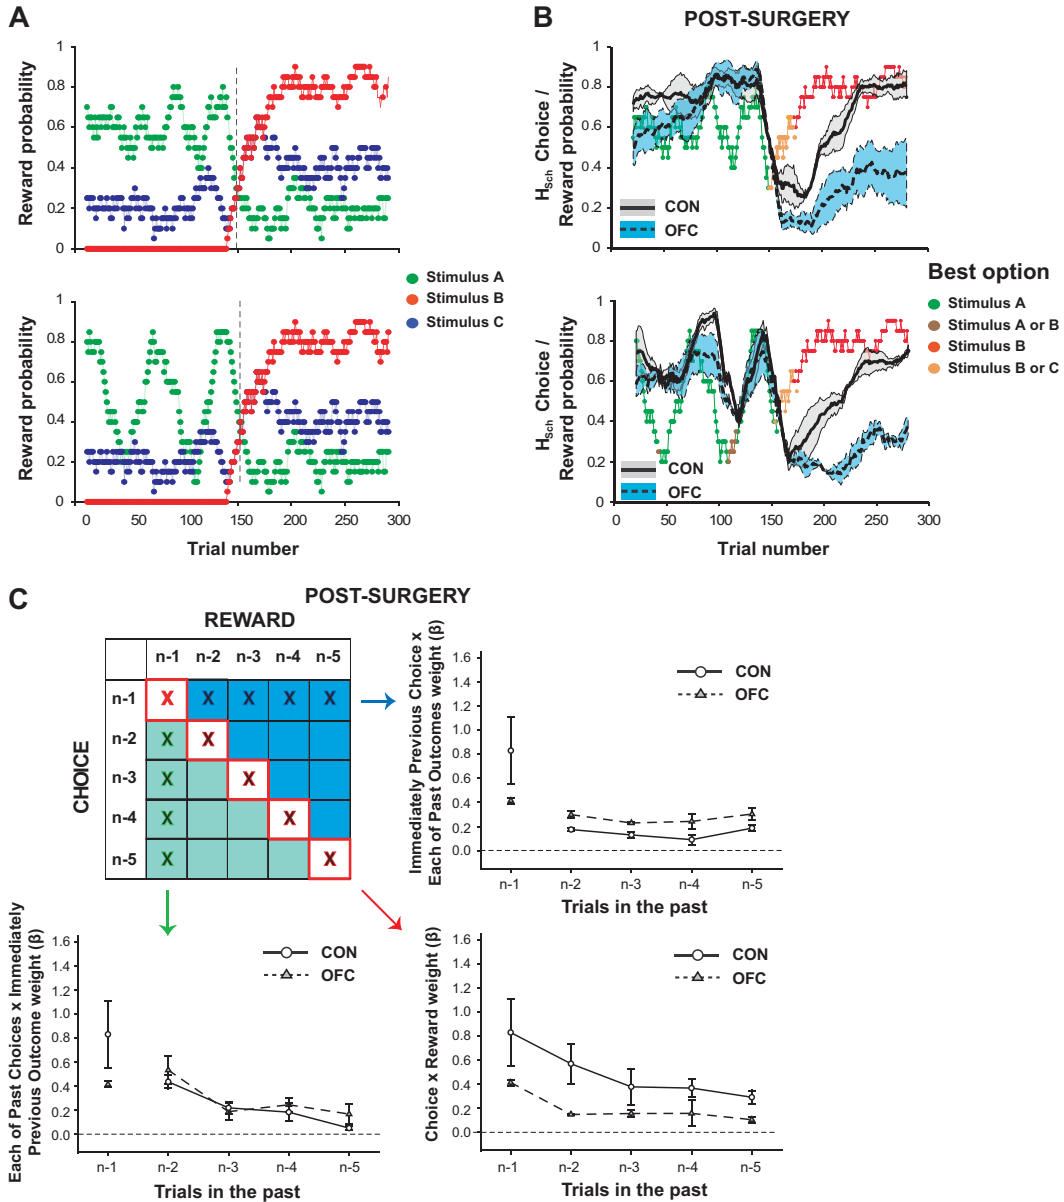 A
1
0.8
0.6
0.4
0.2
0
Reward probability
1
0.8
0.6
0.4
0.2
0
Reward probability
0
50
100
150
200
250
300
Trial number
Stimulus A
Stimulus B
Stimulus C
B
POST-SURGERY
1
0.8
0.6
0.4
0.2
0
HSch Choice /
Reward probability
CON
OFC
1
0.8
0.6
0.4
0.2
0
HSch Choice /
Reward probability
CON
OFC
0
50
100
150
200
250
300
Trial number
Best option
Stimulus A
Stimulus A or B
Stimulus B
Stimulus B or C
C
POST-SURGERY
REWARD
n-1 n-2 n-3 n-4 n-5
CHOICE
n-1 X X X X X
n-2 X X
n-3 X X
n-4 X X
n-5 X X
Immediately Previous Choice x
Each of Past Outcomes weight (β)
1.6
1.4
1.2
1.0
0.8
0.6
0.4
0.2
0.0
CON
OFC
n-1 n-2 n-3 n-4 n-5
Trials in the past
Each of Past Choices x Immediately
Previous Outcome weight (β)
1.6
1.4
1.2
1.0
0.8
0.6
0.4
0.2
0.0
CON
OFC
n-1 n-2 n-3 n-4 n-5
Trials in the past
Choice x Reward weight (β)
1.6
1.4
1.2
1.0
0.8
0.6
0.4
0.2
0.0
CON
OFC
n-1 n-2 n-3 n-4 n-5
Trials in the past